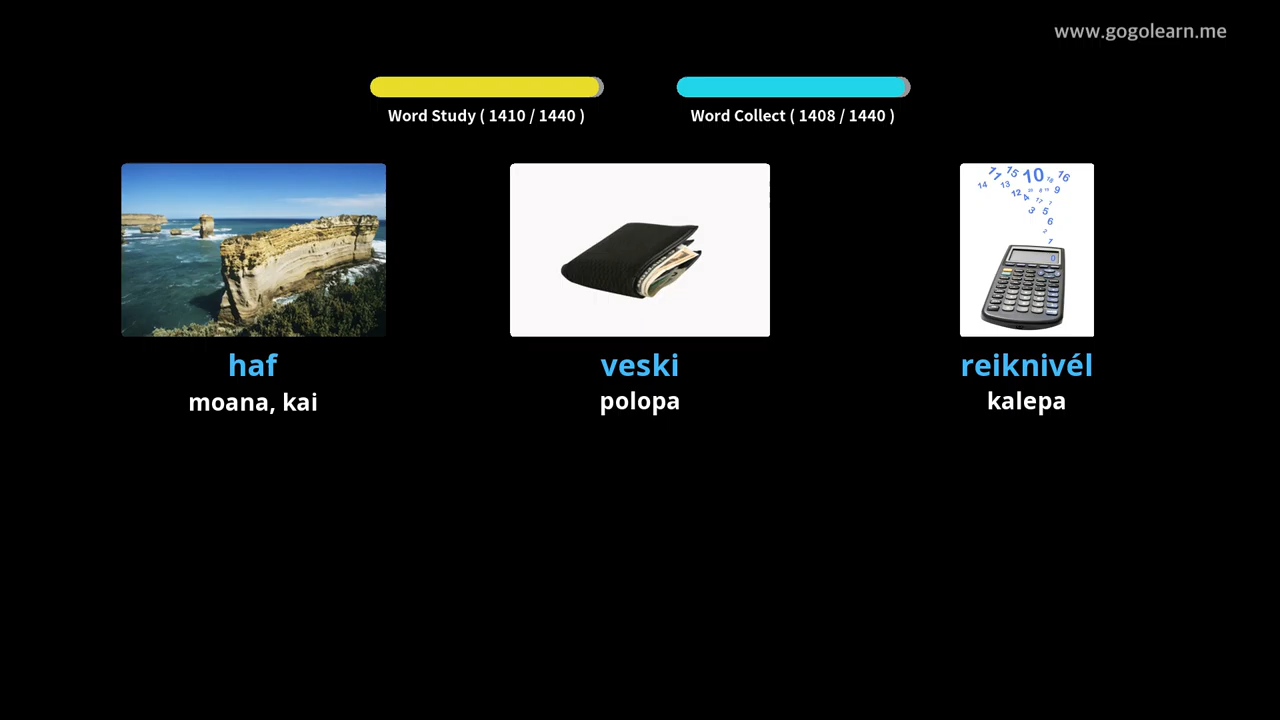 www.gogolearn.me
Word Study ( 1410 / 1440 )
Word Collect ( 1408 / 1440 )
haf
veski
reiknivél
moana, kai
polopa
kalepa